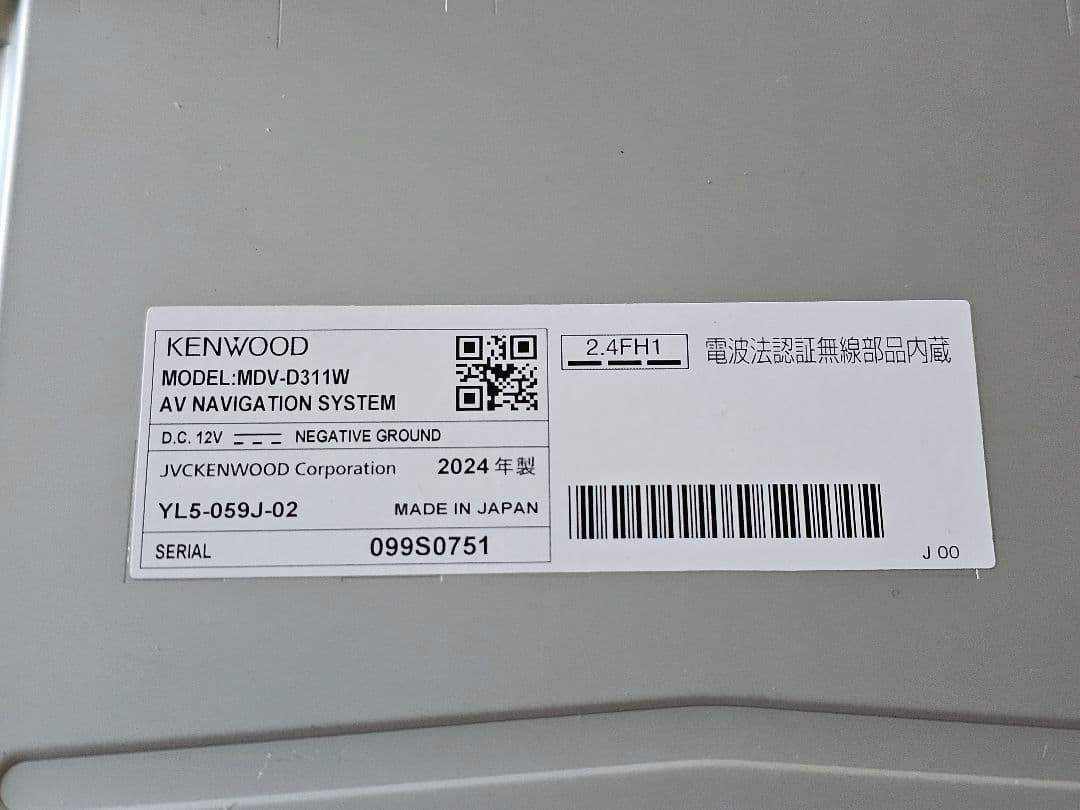 KENWOOD
MODEL:MDV-D311W
AV NAVIGATION SYSTEM
D.C. 12V NEGATIVE GROUND
JVCKENWOOD Corporation 2024 年製
YL5-059J-02 MADE IN JAPAN
SERIAL 099S0751
2.4FH1 電波法認証無線部品内蔵
J 00